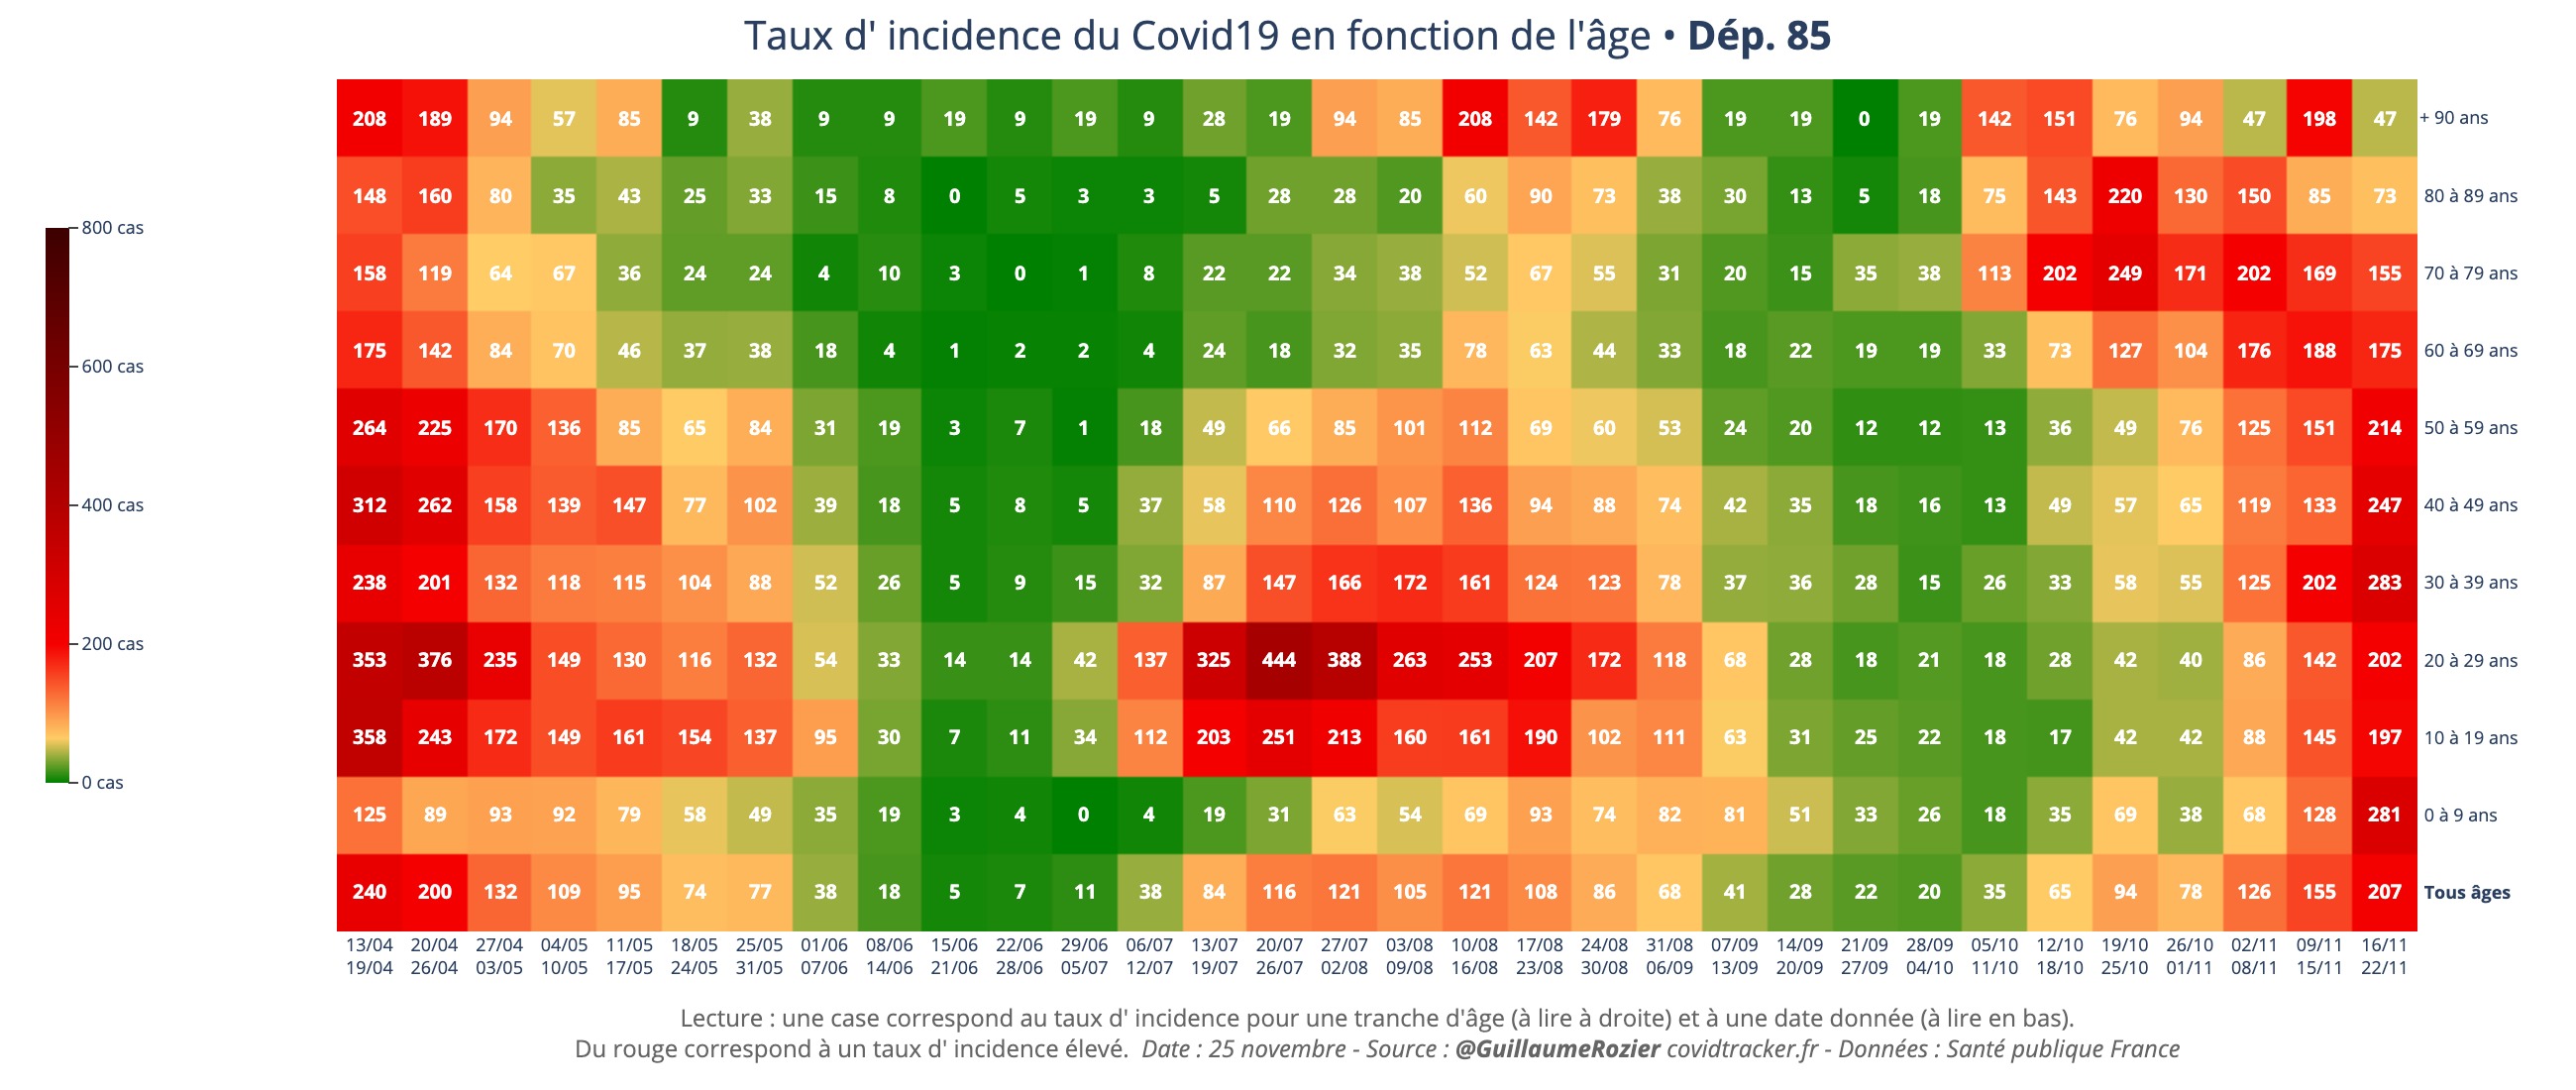 Taux d' incidence du Covid19 en fonction de l'âge • Dép. 85
800 cas
600 cas
400 cas
200 cas
0 cas
208 189 94 57 85 9 38 9 9 19 9 19 9 28 19 94 85 208 142 179 76 19 19 0 19 142 151 76 94 47 198 47 + 90 ans
148 160 80 35 43 25 33 15 8 0 5 3 3 5 28 28 20 60 90 73 38 30 13 5 18 75 143 220 130 150 85 73 80 à 89 ans
158 119 64 67 36 24 24 4 10 3 0 1 8 22 22 34 38 52 67 55 31 20 15 35 38 113 202 249 171 202 169 155 70 à 79 ans
175 142 84 70 46 37 38 18 4 1 2 2 4 24 18 32 35 78 63 44 33 18 22 19 19 33 73 127 104 176 188 175 60 à 69 ans
264 225 170 136 85 65 84 31 19 3 7 1 18 49 66 85 101 112 69 60 53 24 20 12 12 13 36 49 76 125 151 214 50 à 59 ans
312 262 158 139 147 77 102 39 18 5 8 5 37 58 110 126 107 136 94 88 74 42 35 18 16 13 49 57 65 119 133 247 40 à 49 ans
238 201 132 118 115 104 88 52 26 5 9 15 32 87 147 166 172 161 124 123 78 37 36 28 15 26 33 58 55 125 202 283 30 à 39 ans
353 376 235 149 130 116 132 54 33 14 14 42 137 325 444 388 263 253 207 172 118 68 28 18 21 18 28 42 40 86 142 202 20 à 29 ans
358 243 172 149 161 154 137 95 30 7 11 34 112 203 251 213 160 161 190 102 111 63 31 25 22 18 17 42 42 88 145 197 10 à 19 ans
125 89 93 92 79 58 49 35 19 3 4 0 4 19 31 63 54 69 93 74 82 81 51 33 26 18 35 69 38 68 128 281 0 à 9 ans
240 200 132 109 95 74 77 38 18 5 7 11 38 84 116 121 105 121 108 86 68 41 28 22 20 35 65 94 78 126 155 207 Tous âges
13/04 20/04 27/04 04/05 11/05 18/05 25/05 01/06 08/06 15/06 22/06 29/06 06/07 13/07 20/07 27/07 03/08 10/08 17/08 24/08 31/08 07/09 14/09 21/09 28/09 05/10 12/10 19/10 26/10 02/11 09/11 16/11
19/04 26/04 03/05 10/05 17/05 24/05 31/05 07/06 14/06 21/06 28/06 05/07 12/07 19/07 26/07 02/08 09/08 16/08 23/08 30/08 06/09 13/09 20/09 27/09 04/10 11/10 18/10 25/10 01/11 08/11 15/11 22/11
Lecture : une case correspond au taux d' incidence pour une tranche d'âge (à lire à droite) et à une date donnée (à lire en bas).
Du rouge correspond à un taux d' incidence élevé. Date : 25 novembre - Source : @GuillaumeRozier covidtracker.fr - Données : Santé publique France